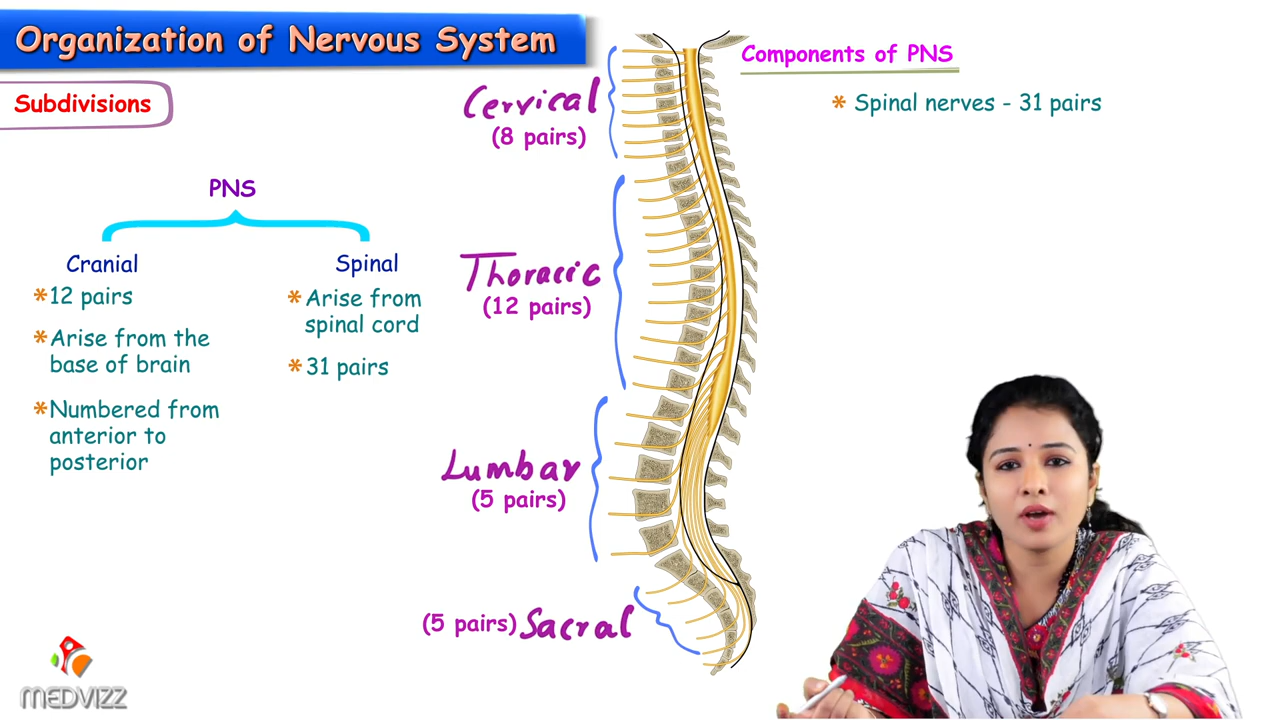 Organization of Nervous System
Subdivisions
PNS
Cranial
*12 pairs
*Arise from the
base of brain
*Numbered from
anterior to
posterior
Spinal
*Arise from
spinal cord
*31 pairs
Cervical
(8 pairs)
Thoracic
(12 pairs)
Lumbar
(5 pairs)
(5 pairs) Sacral
Components of PNS
* Spinal nerves - 31 pairs
MEDVIZZ